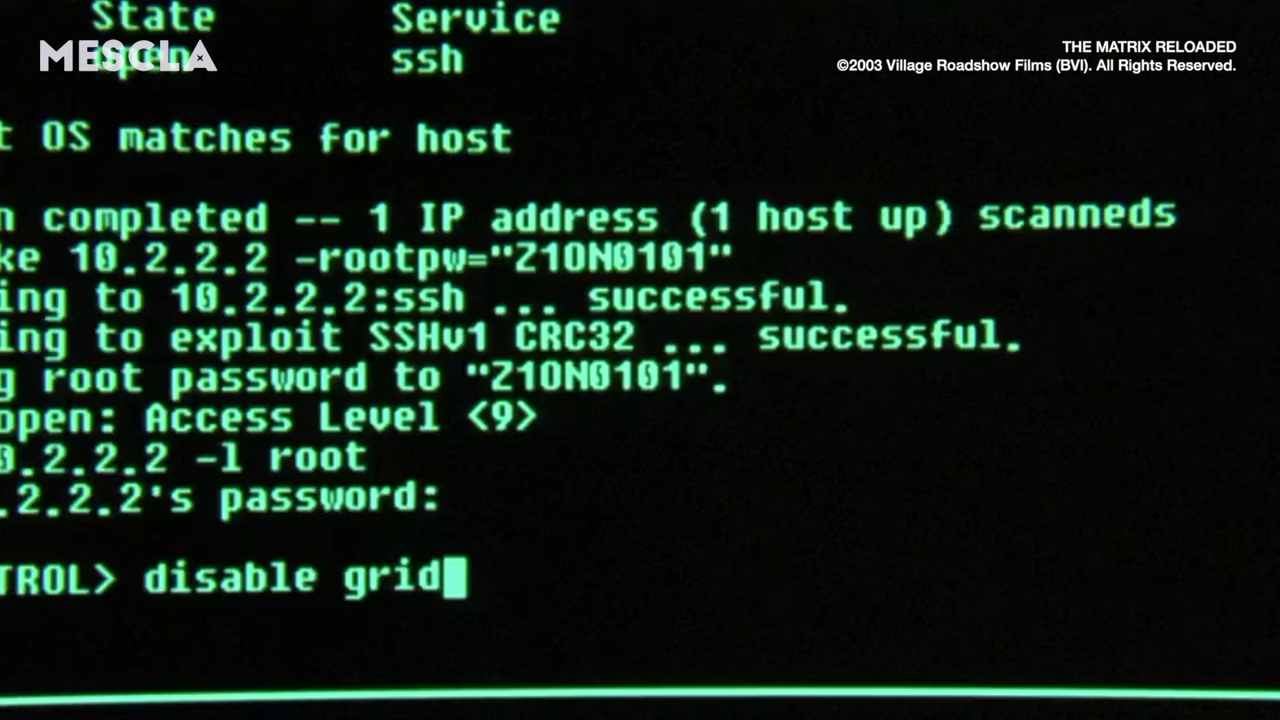 State Service
MESCLA
open ssh
THE MATRIX RELOADED
©2003 Village Roadshow Films (BVI). All Rights Reserved.
t OS matches for host
n completed -- 1 IP address (1 host up) scanneds
ke 10.2.2.2 -rootpw="Z1ON0101"
ing to 10.2.2.2:ssh ... successful.
ing to exploit SSHv1 CRC32 ... successful.
g root password to "Z1ON0101".
open: Access Level <9>
0.2.2.2 -l root
.2.2.2's password:
TROL> disable grid